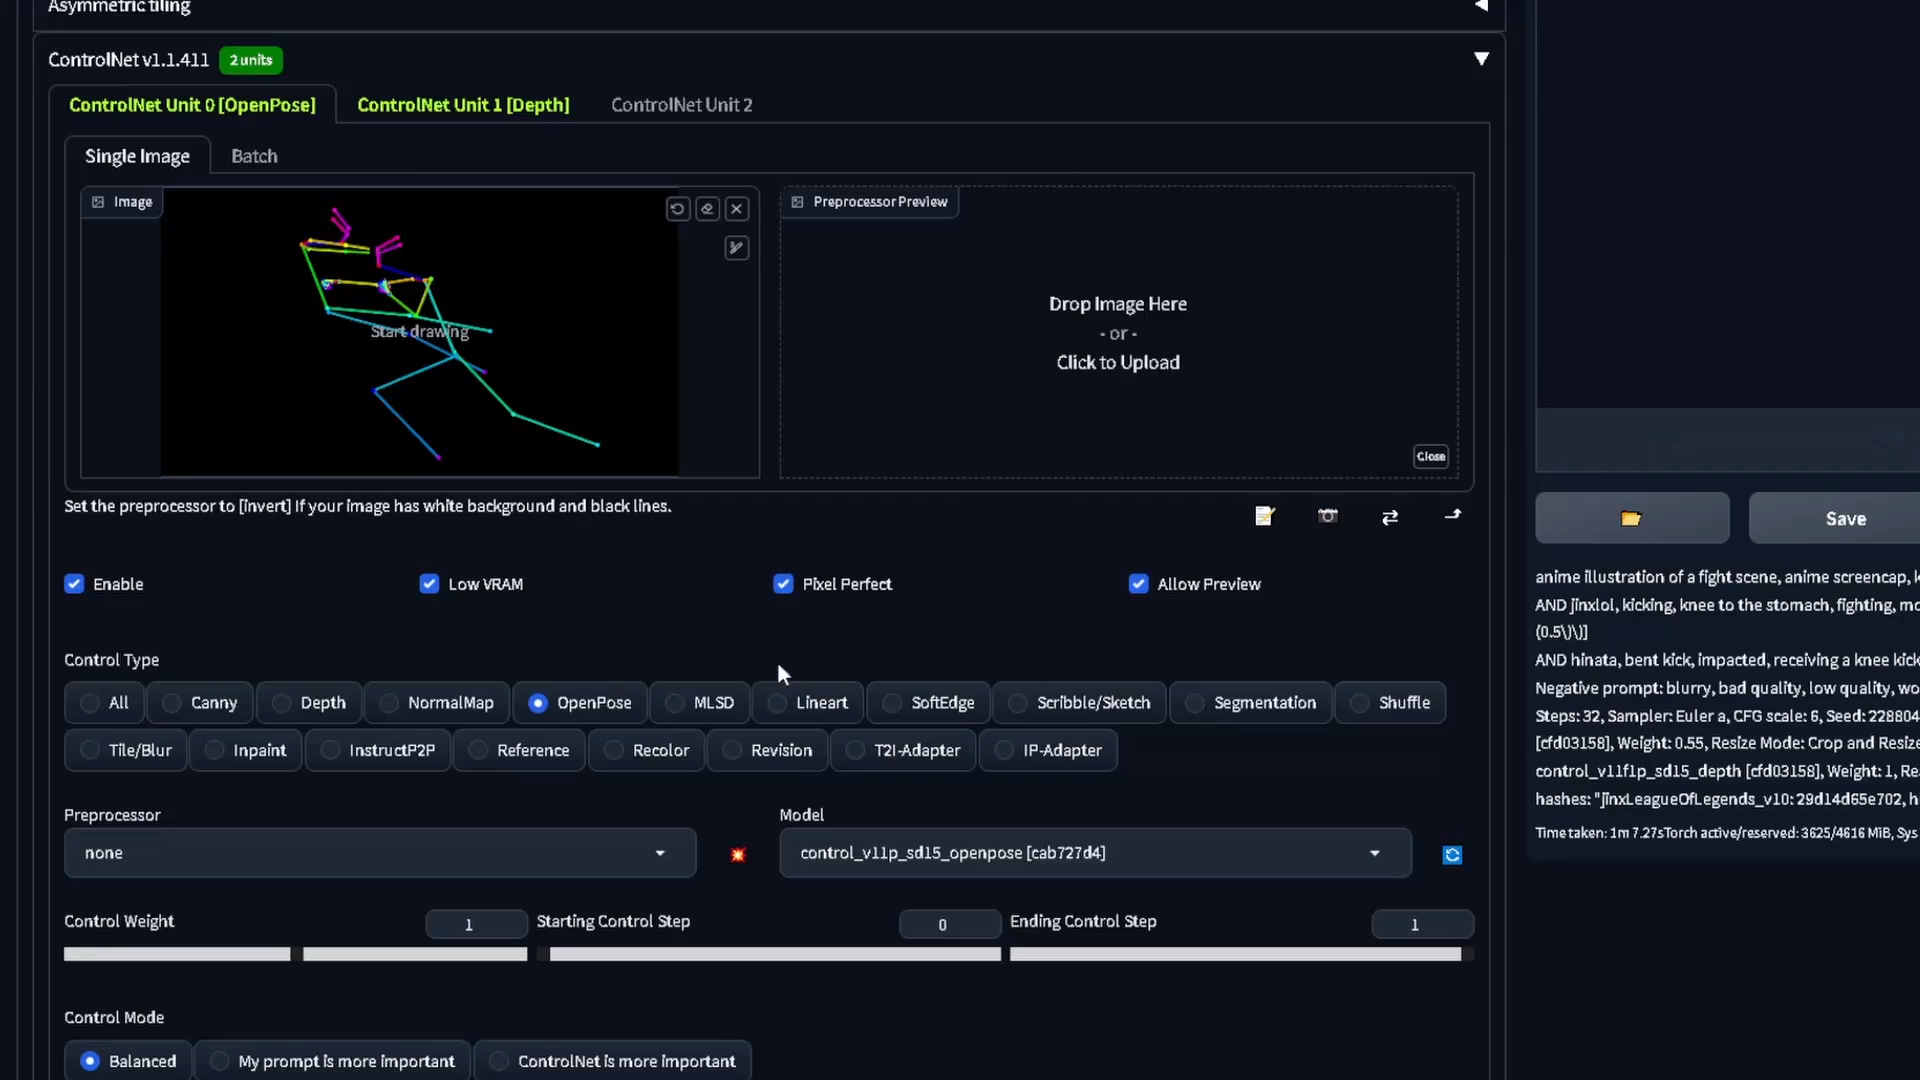 Asymmetric tiling
ControlNet v1.1.411 2 units
ControlNet Unit 0 [OpenPose] ControlNet Unit 1 [Depth] ControlNet Unit 2
Single Image Batch
Image
Start drawing
Preprocessor Preview
Drop Image Here
- or -
Click to Upload
Close
Set the preprocessor to [invert] If your image has white background and black lines.
Enable Low VRAM Pixel Perfect Allow Preview
Control Type
All Canny Depth NormalMap OpenPose MLSD Lineart SoftEdge Scribble/Sketch Segmentation Shuffle
Tile/Blur Inpaint InstructP2P Reference Recolor Revision T2I-Adapter IP-Adapter
Preprocessor Model
none control_v11p_sd15_openpose [cab727d4]
Control Weight 1 Starting Control Step 0 Ending Control Step 1
Control Mode
Balanced My prompt is more important ControlNet is more important
Save
anime illustration of a fight scene, anime screencap,
AND jinxlol, kicking, knee to the stomach, fighting,
(0.5\)\)]
AND hinata, bent kick, impacted, receiving a knee kick
Negative prompt: blurry, bad quality, low quality,
Steps: 32, Sampler: Euler a, CFG scale: 6, Seed: 228804
[cfd03158], Weight: 0.55, Resize Mode: Crop and Resize
control_v11f1p_sd15_depth [cfd03158], Weight: 1,
hashes: "jinxLeagueOfLegends_v10: 29d14d65e702,
Time taken: 1m 7.27sTorch active/reserved: 3625/4616 MiB, Sys